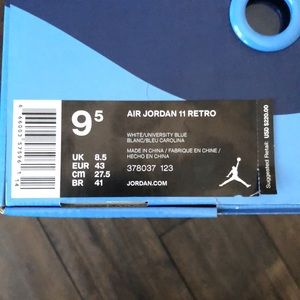 9⁵
UK 8.5
EUR 43
CM 27.5
BR 41
AIR JORDAN 11 RETRO
WHITE/UNIVERSITY BLUE
BLANC/BLEU CAROLINA
MADE IN CHINA / FABRIQUE EN CHINE /
HECHO EN CHINA
378037 123
JORDAN.COM
Suggested Retail: USD $220.00